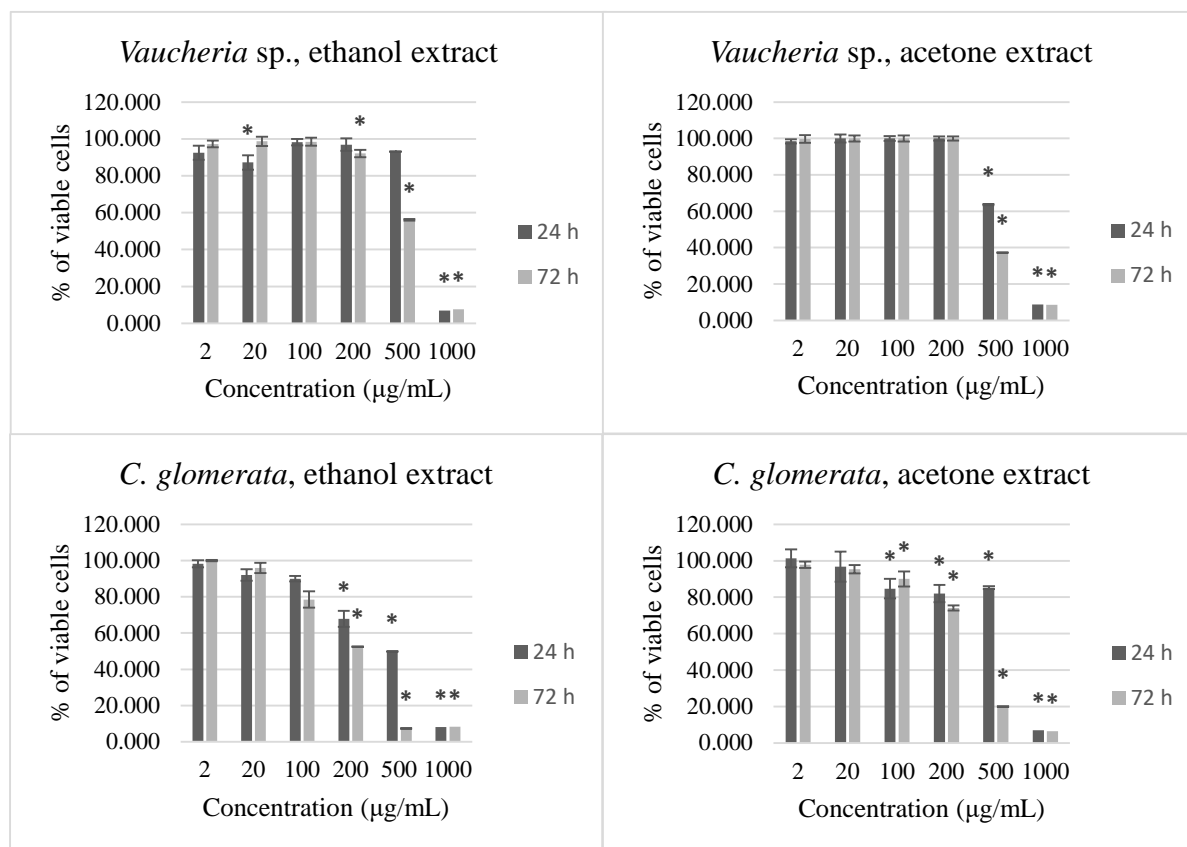 Vaucheria sp., ethanol extract
120.000
100.000
80.000
60.000
40.000
20.000
0.000
% of viable cells
* * * **
2 20 100 200 500 1000
Concentration (μg/mL)
24 h
72 h
Vaucheria sp., acetone extract
120.000
100.000
80.000
60.000
40.000
20.000
0.000
% of viable cells
* * **
2 20 100 200 500 1000
Concentration (μg/mL)
24 h
72 h
C. glomerata, ethanol extract
120.000
100.000
80.000
60.000
40.000
20.000
0.000
% of viable cells
* * * * **
2 20 100 200 500 1000
Concentration (μg/mL)
24 h
72 h
C. glomerata, acetone extract
120.000
100.000
80.000
60.000
40.000
20.000
0.000
% of viable cells
* * * * * * **
2 20 100 200 500 1000
Concentration (μg/mL)
24 h
72 h